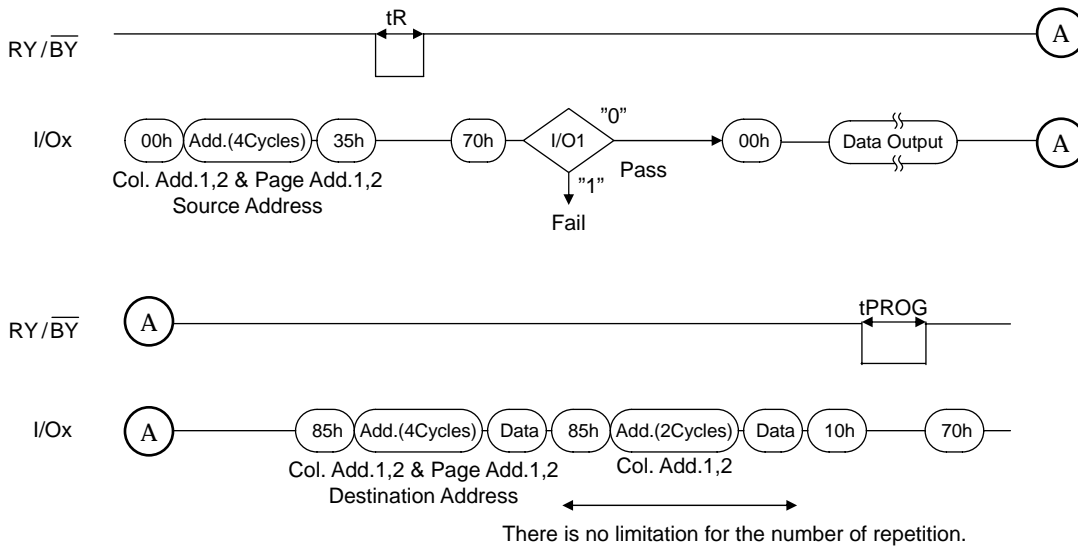 tR
RY/BY
A
I/Ox
00h Add.(4Cycles) 35h 70h I/O1 "0" Pass 00h Data Output A
"1"
Fail
Col. Add.1,2 & Page Add.1,2
Source Address
tPROG
RY/BY
A
I/Ox
A 85h Add.(4Cycles) Data 85h Add.(2Cycles) Data 10h 70h
Col. Add.1,2 & Page Add.1,2
Destination Address
Col. Add.1,2
There is no limitation for the number of repetition.